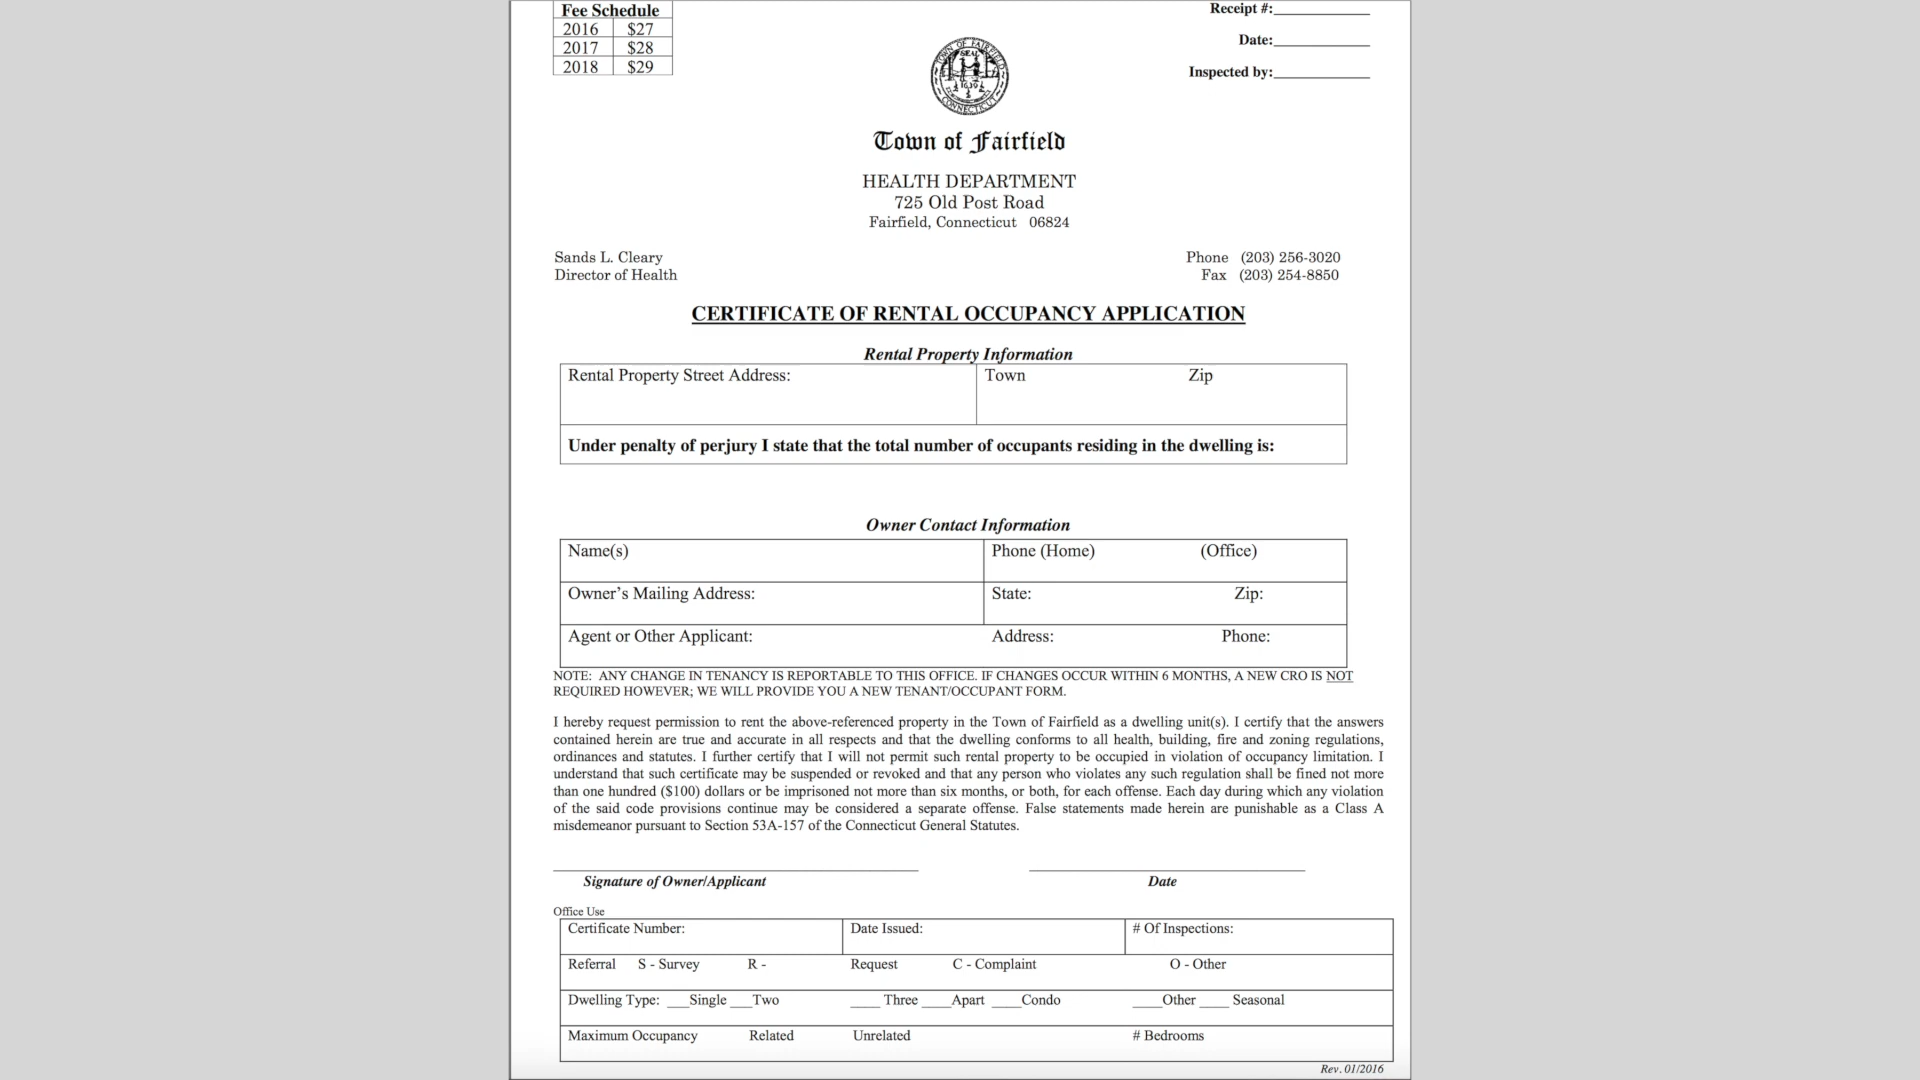 Fee Schedule
2016 $27
2017 $28
2018 $29
Receipt #:____________
Date:____________
Inspected by:____________
TOWN OF FAIRFIELD
SEAL
1639
CONNECTICUT
Town of Fairfield
HEALTH DEPARTMENT
725 Old Post Road
Fairfield, Connecticut 06824
Sands L. Cleary
Director of Health
Phone (203) 256-3020
Fax (203) 254-8850
CERTIFICATE OF RENTAL OCCUPANCY APPLICATION
Rental Property Information
Rental Property Street Address: Town Zip
Under penalty of perjury I state that the total number of occupants residing in the dwelling is:
Owner Contact Information
Name(s) Phone (Home) (Office)
Owner’s Mailing Address: State: Zip:
Agent or Other Applicant: Address: Phone:
NOTE: ANY CHANGE IN TENANCY IS REPORTABLE TO THIS OFFICE. IF CHANGES OCCUR WITHIN 6 MONTHS, A NEW CRO IS NOT
REQUIRED HOWEVER; WE WILL PROVIDE YOU A NEW TENANT/OCCUPANT FORM.
I hereby request permission to rent the above-referenced property in the Town of Fairfield as a dwelling unit(s). I certify that the answers
contained herein are true and accurate in all respects and that the dwelling conforms to all health, building, fire and zoning regulations,
ordinances and statutes. I further certify that I will not permit such rental property to be occupied in violation of occupancy limitation. I
understand that such certificate may be suspended or revoked and that any person who violates any such regulation shall be fined not more
than one hundred ($100) dollars or be imprisoned not more than six months, or both, for each offense. Each day during which any violation
of the said code provisions continue may be considered a separate offense. False statements made herein are punishable as a Class A
misdemeanor pursuant to Section 53A-157 of the Connecticut General Statutes.
Signature of Owner/Applicant Date
Office Use
Certificate Number: Date Issued: # Of Inspections:
Referral S - Survey R - Request C - Complaint O - Other
Dwelling Type: ___Single ___Two ____ Three ____Apart ____Condo ____Other ____ Seasonal
Maximum Occupancy Related Unrelated # Bedrooms
Rev. 01/2016